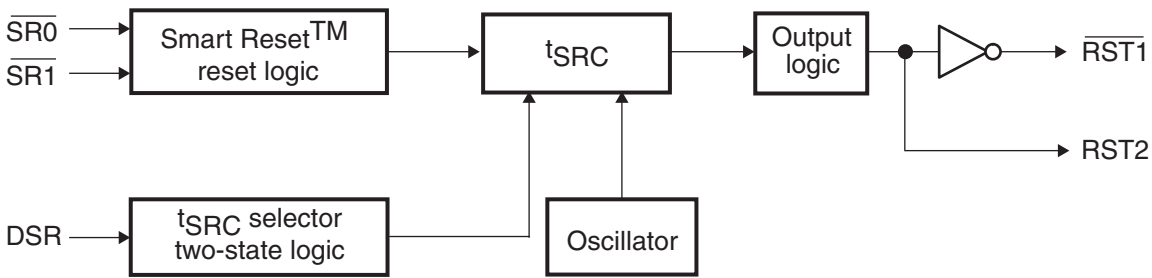 SR0
SR1
Smart Reset™
reset logic
tSRC
Output
logic
RST1
RST2
DSR
tSRC selector
two-state logic
Oscillator